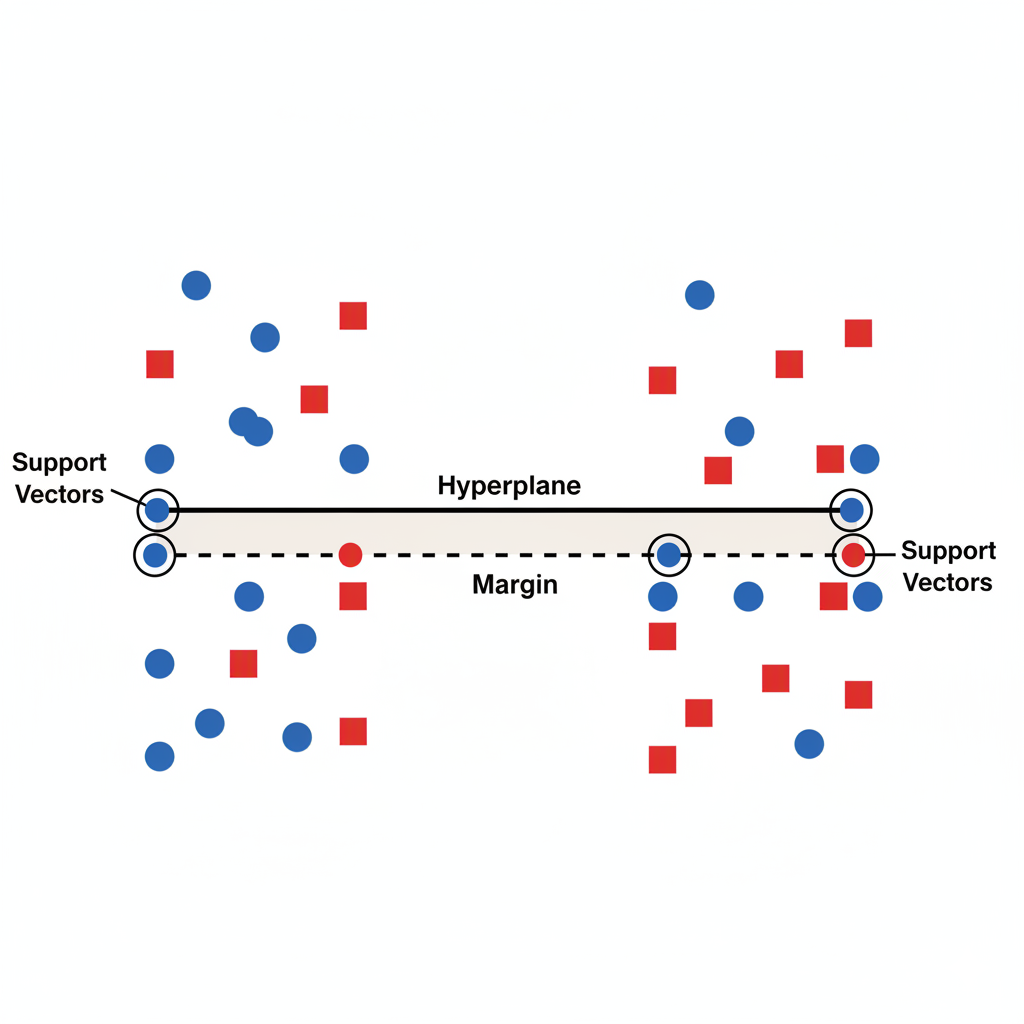 Support
Vectors
Hyperplane
Margin
Support
Vectors